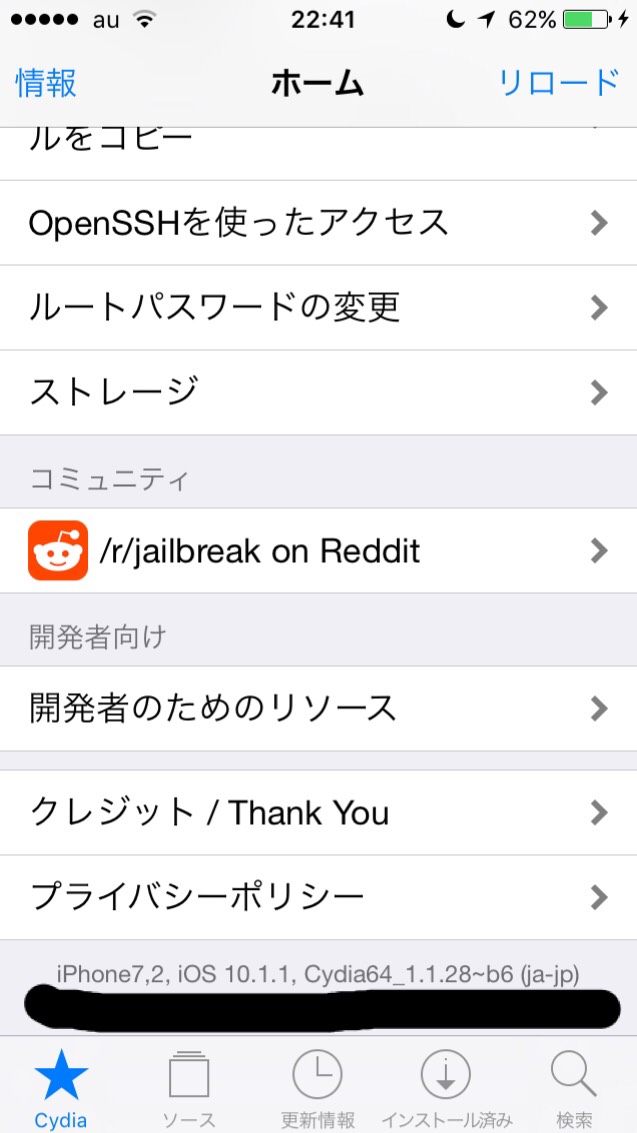 au 22:41 62%
情報 ホーム リロード
ルをコピー
OpenSSHを使ったアクセス
ルートパスワードの変更
ストレージ
コミュニティ
/r/jailbreak on Reddit
開発者向け
開発者のためのリソース
クレジット / Thank You
プライバシーポリシー
iPhone7,2, iOS 10.1.1, Cydia64_1.1.28~b6 (ja-jp)
Cydia ソース 更新情報 インストール済み 検索